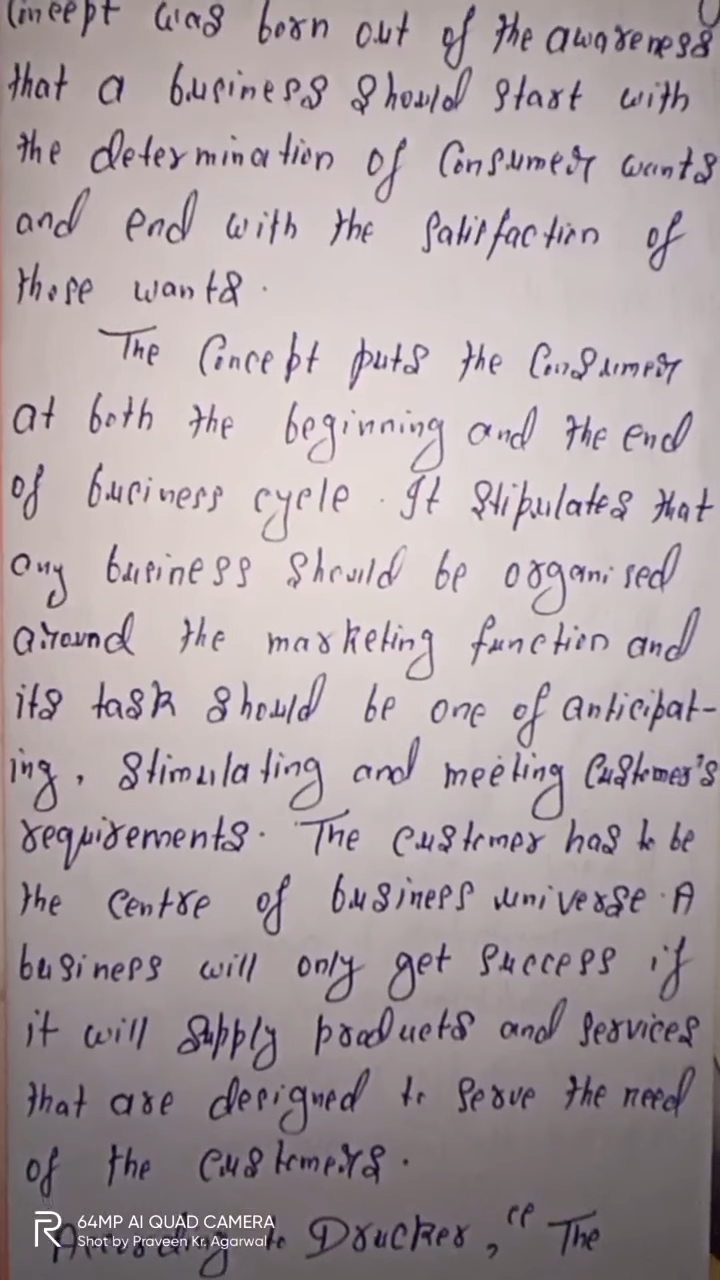 Concept was born out of the awareness
that a business should start with
the determination of Consumer wants
and end with the satisfaction of
those wants.
The Concept puts the Consumer
at both the beginning and the end
of business cycle. It stipulates that
any business should be organised
around the marketing function and
its task should be one of anticipat-
ing, stimulating and meeting Customer's
requirements. The customer has to be
the centre of business universe. A
business will only get success if
it will supply products and services
that are designed to serve the need
of the customers.
According to Drucker, "The
64MP AI QUAD CAMERA
Shot by Praveen Kr. Agarwal